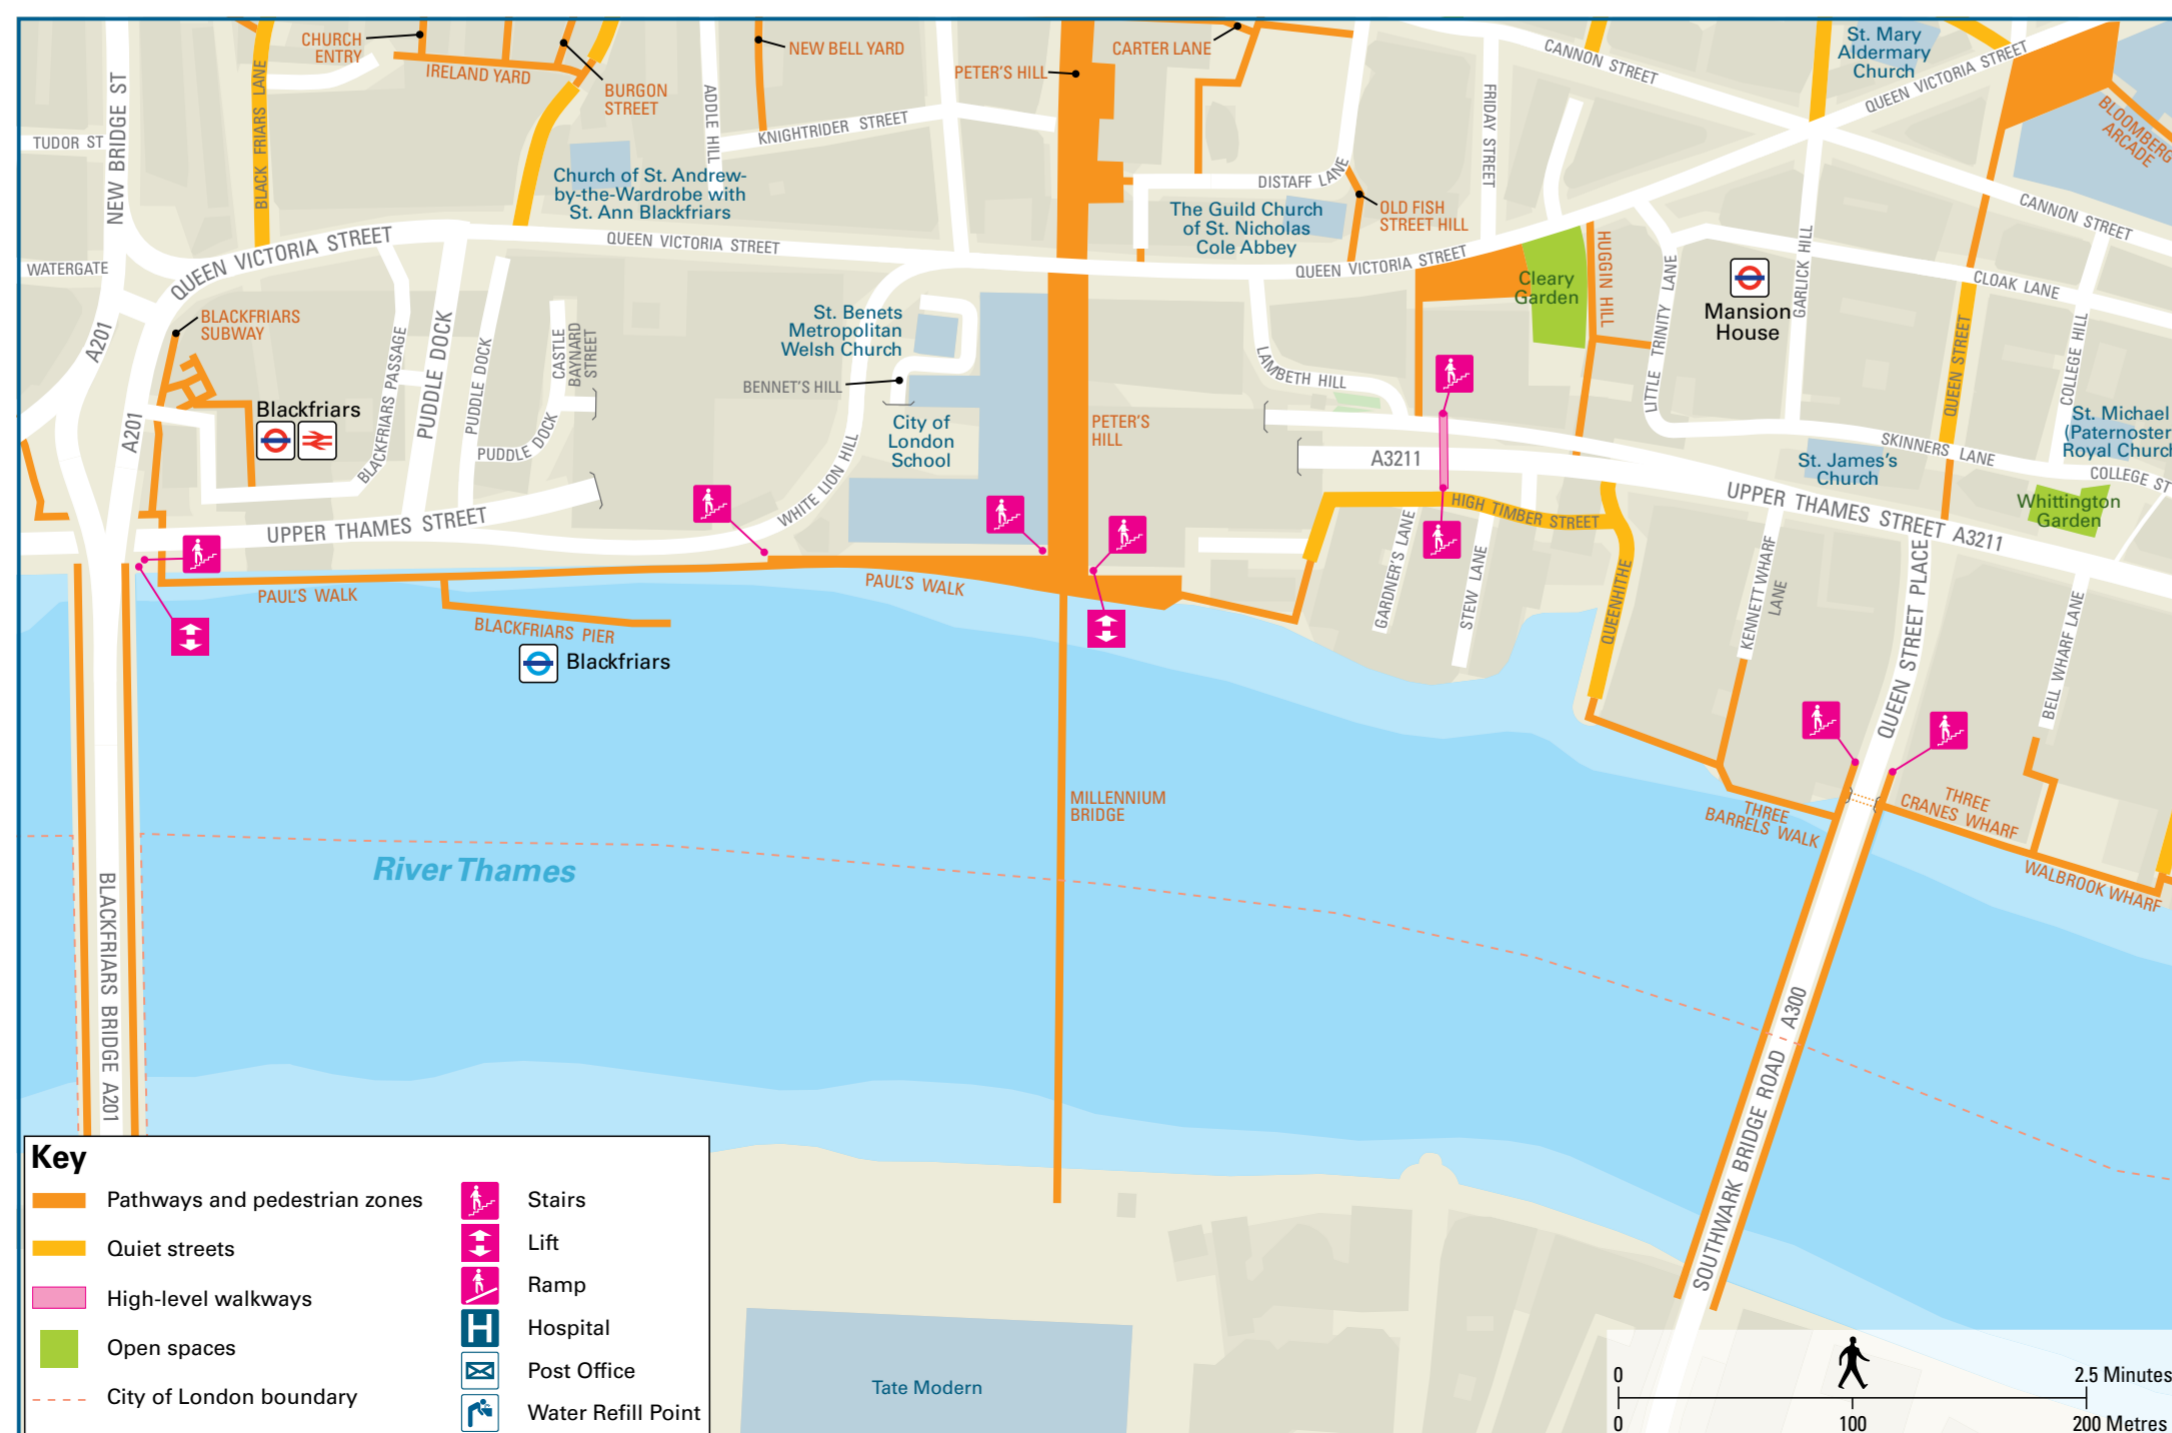 CHURCH
ENTRY
IRELAND YARD
BURGON
STREET
NEW BELL YARD
PETER'S HILL
CARTER LANE
CANNON STREET
St. Mary
Aldermary
Church
QUEEN VICTORIA STREET
BLOOMBERG
ARCADE
TUDOR ST
NEW BRIDGE ST
BLACK FRIARS LANE
ADDLE HILL
KNIGHTRIDER STREET
FRIDAY STREET
Church of St. Andrew-
by-the-Wardrobe with
St. Ann Blackfriars
DISTAFF LANE
The Guild Church
of St. Nicholas
Cole Abbey
OLD FISH
STREET HILL
CANNON STREET
WATERGATE
QUEEN VICTORIA STREET
QUEEN VICTORIA STREET
QUEEN VICTORIA STREET
Cleary
Garden
HUGGIN HILL
LITTLE TRINITY LANE
Mansion
House
GARLICK HILL
CLOAK LANE
QUEEN STREET
COLLEGE HILL
A201
BLACKFRIARS
SUBWAY
BLACKFRIARS PASSAGE
PUDDLE DOCK
PUDDLE DOCK
CASTLE
BAYNARD
STREET
PUDDLE DOCK
St. Benets
Metropolitan
Welsh Church
BENNET'S HILL
City of
London
School
PETER'S
HILL
LAMBETH HILL
A201
Blackfriars
A3211
St. James's
Church
SKINNERS LANE
St. Michael
(Paternoster
Royal Church
COLLEGE ST
Whittington
Garden
UPPER THAMES STREET
WHITE LION HILL
HIGH TIMBER STREET
UPPER THAMES STREET A3211
PAUL'S WALK
PAUL'S WALK
BLACKFRIARS PIER
Blackfriars
GARDNER'S LANE
STEW LANE
QUEENHITHE
KENNETT WHARF
LANE
QUEEN STREET PLACE
BELL WHARF LANE
MILLENNIUM
BRIDGE
THREE
BARRELS WALK
THREE
CRANES WHARF
WALBROOK WHARF
River Thames
BLACKFRIARS BRIDGE A201
SOUTHWARK BRIDGE ROAD A300
Tate Modern
Key
Pathways and pedestrian zones
Quiet streets
High-level walkways
Open spaces
City of London boundary
Stairs
Lift
Ramp
H
Hospital
Post Office
Water Refill Point
0 2.5 Minutes
0 100 200 Metres